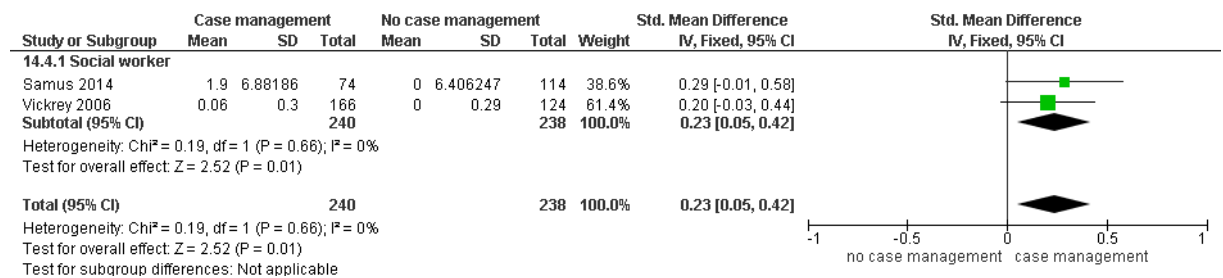 Case management No case management Std. Mean Difference Std. Mean Difference
Study or Subgroup Mean SD Total Mean SD Total Weight IV, Fixed, 95% CI IV, Fixed, 95% CI
14.4.1 Social worker
Samus 2014 1.9 6.88186 74 0 6.406247 114 38.6% 0.29 [-0.01, 0.58]
Vickrey 2006 0.06 0.3 166 0 0.29 124 61.4% 0.20 [-0.03, 0.44]
Subtotal (95% CI) 240 238 100.0% 0.23 [0.05, 0.42]
Heterogeneity: Chi² = 0.19, df = 1 (P = 0.66); I² = 0%
Test for overall effect: Z = 2.52 (P = 0.01)
Total (95% CI) 240 238 100.0% 0.23 [0.05, 0.42]
Heterogeneity: Chi² = 0.19, df = 1 (P = 0.66); I² = 0%
Test for overall effect: Z = 2.52 (P = 0.01)
Test for subgroup differences: Not applicable
-1 -0.5 0 0.5 1
no case management case management